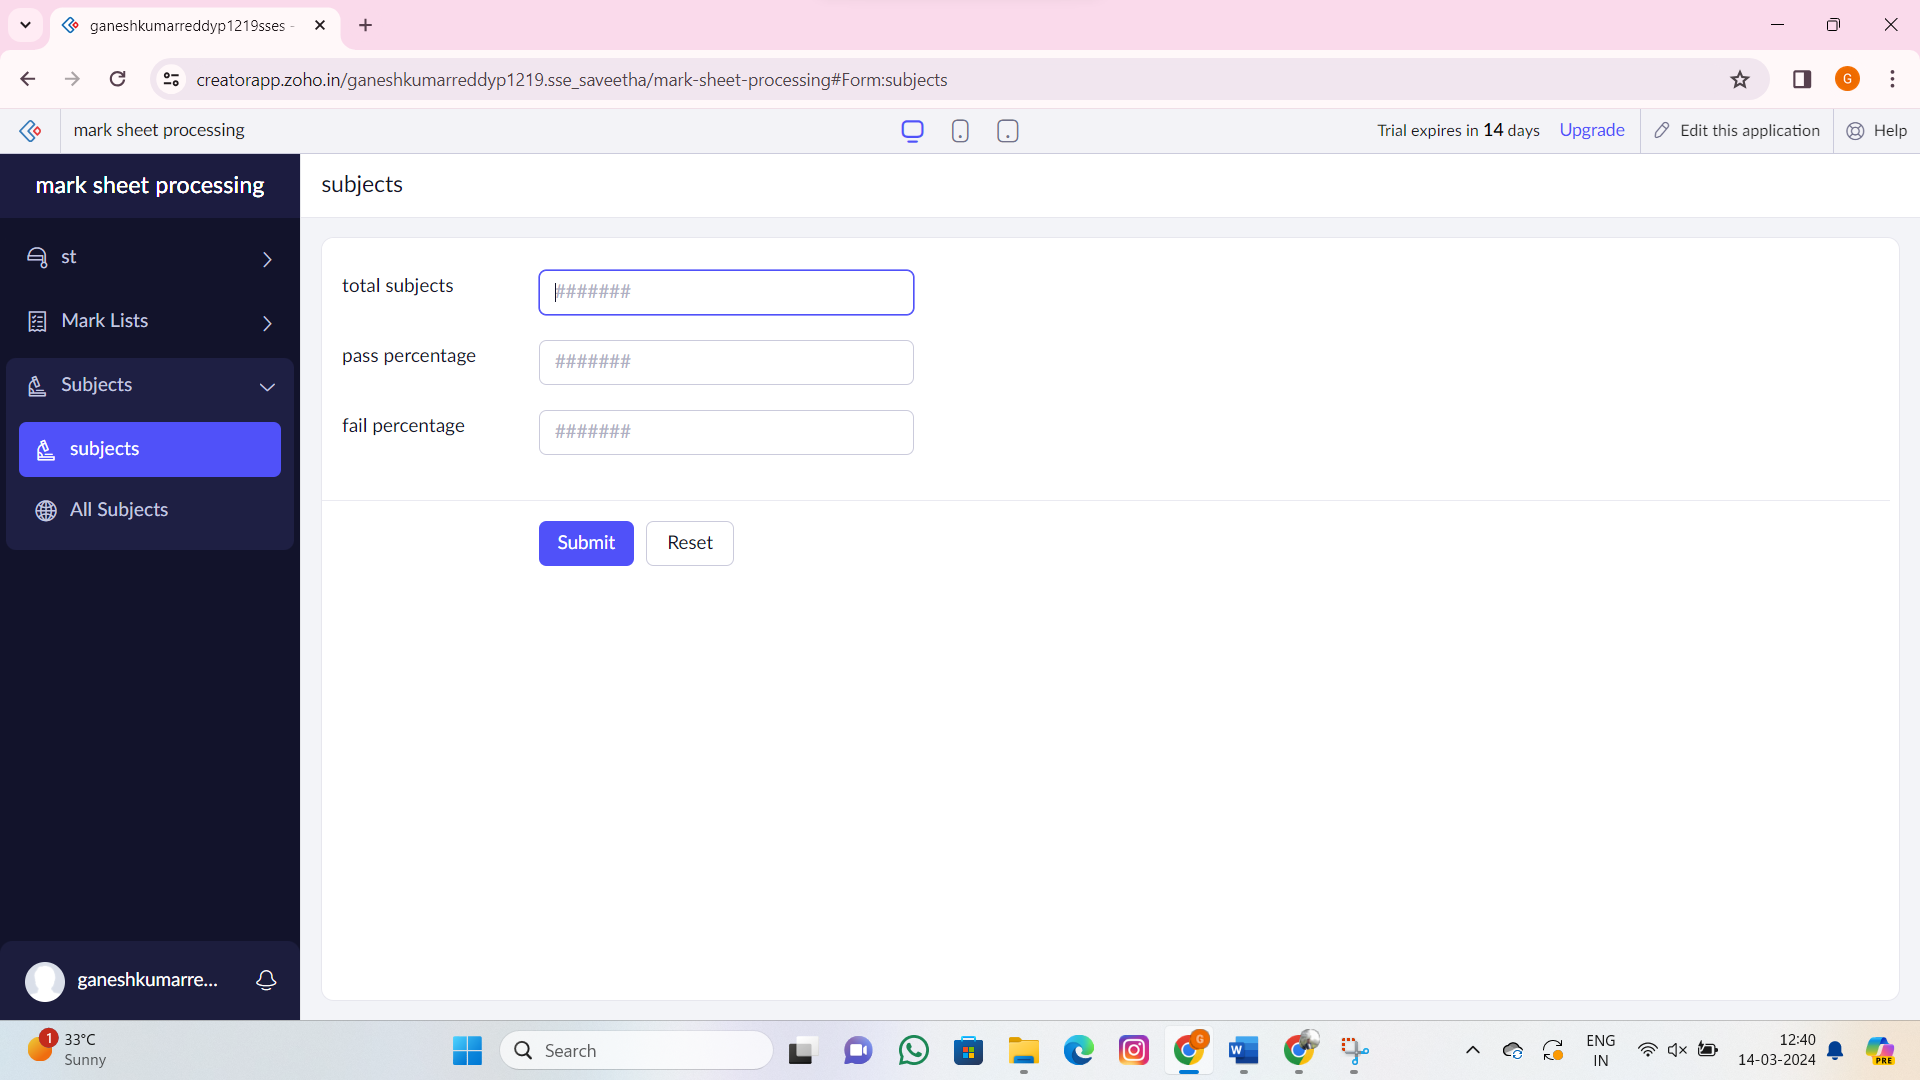 ganeshkumarreddyp1219sses -
creatorapp.zoho.in/ganeshkumarreddyp1219.sse_saveetha/mark-sheet-processing#Form:subjects
G
mark sheet processing
Trial expires in 14 days
Upgrade
Edit this application
Help
mark sheet processing
st
Mark Lists
Subjects
subjects
All Subjects
ganeshkumarre...
subjects
total subjects
#######
pass percentage
#######
fail percentage
#######
Submit
Reset
1
33°C
Sunny
Search
G
W
ENG
IN
12:40
14-03-2024
PRE